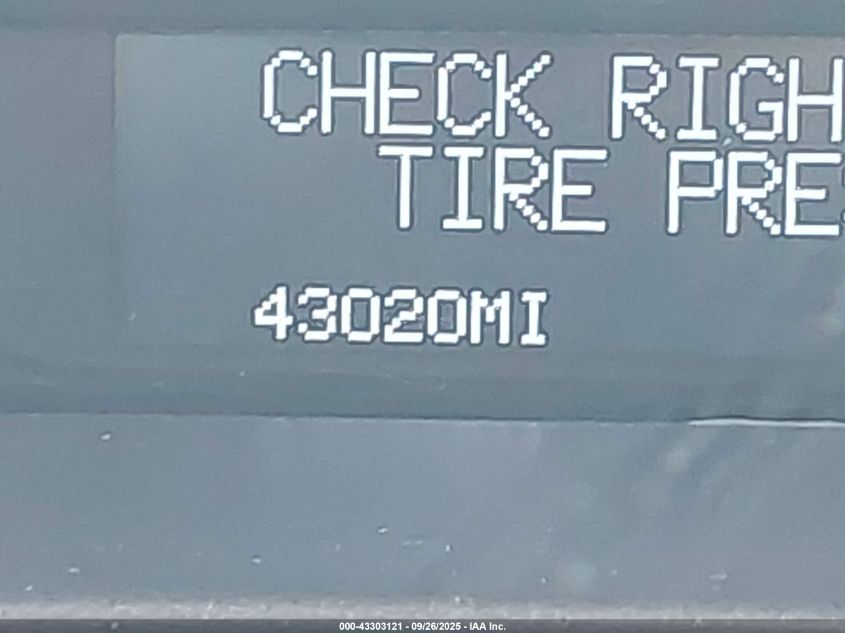 CHECK RIGH
TIRE PRES
43020MI
000-43303121 - 09/26/2025 - IAA Inc.